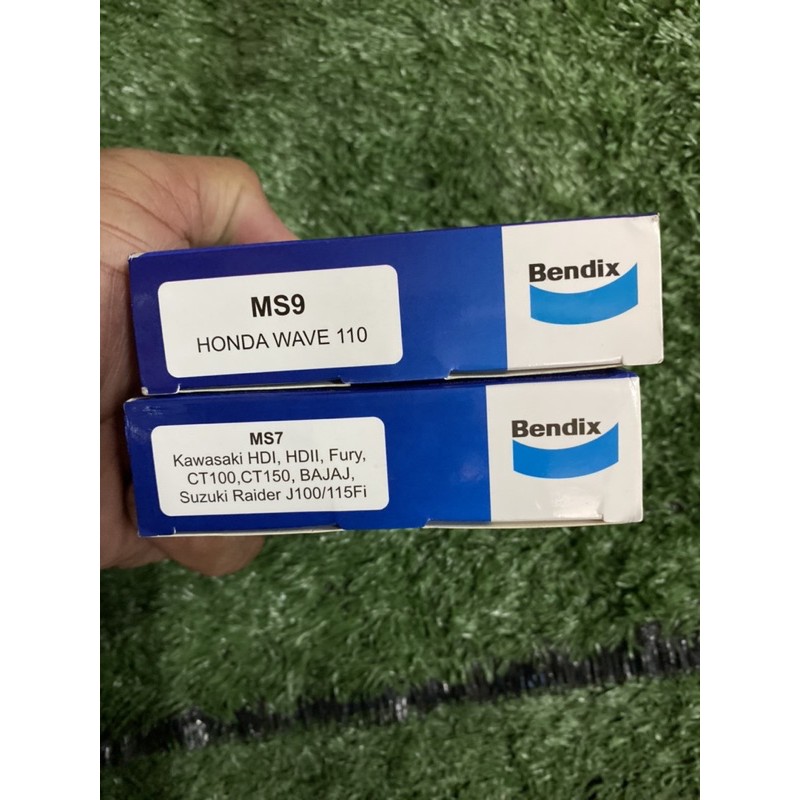 MS9
HONDA WAVE 110
Bendix
MS7
Kawasaki HDI, HDII, Fury,
CT100,CT150, BAJAJ,
Suzuki Raider J100/115Fi
Bendix